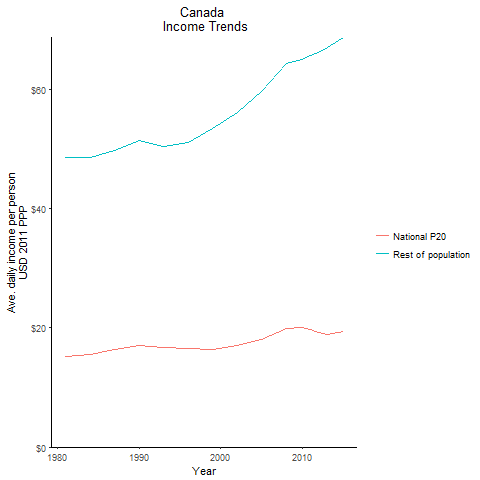 Canada
Income Trends
Ave. daily income per person
USD 2011 PPP
$60
$40
$20
$0
1980
1990
2000
2010
Year
National P20
Rest of population